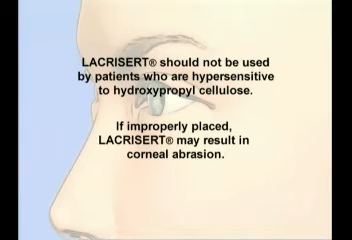 LACRISERT® should not be used
by patients who are hypersensitive
to hydroxypropyl cellulose.
If improperly placed,
LACRISERT® may result in
corneal abrasion.